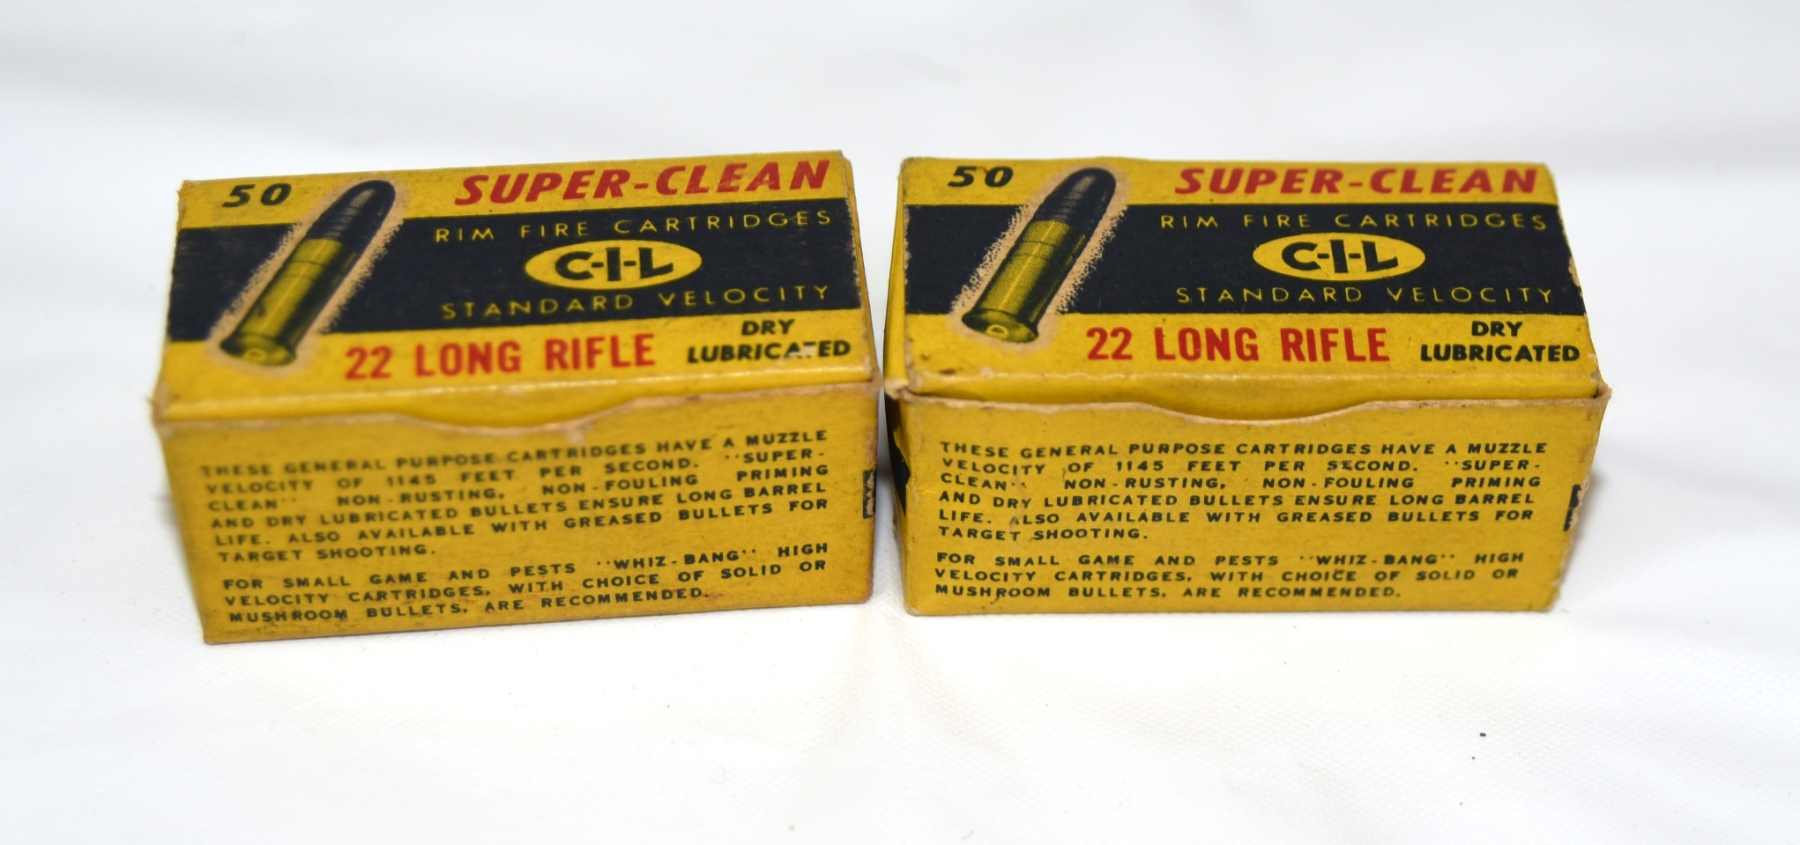 50
SUPER-CLEAN
RIM FIRE CARTRIDGES
C-I-L
STANDARD VELOCITY
22 LONG RIFLE
DRY
LUBRICATED
THESE GENERAL PURPOSE CARTRIDGES HAVE A MUZZLE
VELOCITY OF 1145 FEET PER SECOND. "SUPER-
CLEAN" NON-RUSTING, NON-FOULING PRIMING
AND DRY LUBRICATED BULLETS ENSURE LONG BARREL
LIFE. ALSO AVAILABLE WITH GREASED BULLETS FOR
TARGET SHOOTING.
FOR SMALL GAME AND PESTS "WHIZ-BANG" HIGH
VELOCITY CARTRIDGES, WITH CHOICE OF SOLID OR
MUSHROOM BULLETS, ARE RECOMMENDED.
50
SUPER-CLEAN
RIM FIRE CARTRIDGES
C-I-L
STANDARD VELOCITY
22 LONG RIFLE
DRY
LUBRICATED
THESE GENERAL PURPOSE CARTRIDGES HAVE A MUZZLE
VELOCITY OF 1145 FEET PER SECOND. "SUPER-
CLEAN" NON-RUSTING, NON-FOULING PRIMING
AND DRY LUBRICATED BULLETS ENSURE LONG BARREL
LIFE. ALSO AVAILABLE WITH GREASED BULLETS FOR
TARGET SHOOTING.
FOR SMALL GAME AND PESTS "WHIZ-BANG" HIGH
VELOCITY CARTRIDGES, WITH CHOICE OF SOLID OR
MUSHROOM BULLETS, ARE RECOMMENDED.